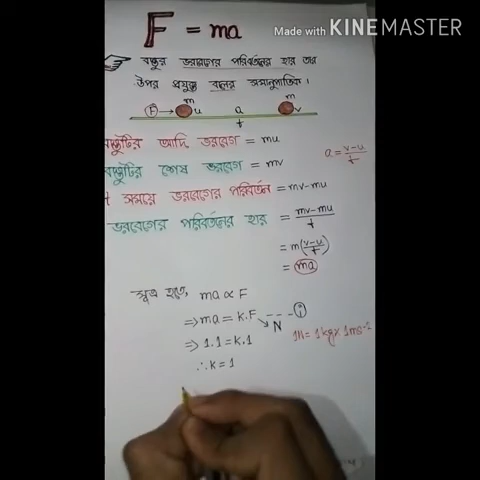 F = ma
Made with KINEMASTER
বস্তুর ভরবেগের পরিবর্তনের হার তার
উপর প্রযুক্ত বলের সমানুপাতিক।
F → m u a m v
t
বস্তুটির আদি ভরবেগ = mu
a = v-u/t
বস্তুটির শেষ ভরবেগ = mv
t সময়ে ভরবেগের পরিবর্তন = mv-mu
ভরবেগের পরিবর্তনের হার = mv-mu/t
= m(v-u/t)
= ma
সূত্র হতে, ma ∝ F
⇒ ma = k.F ---(i)
N
1N = 1kg × 1ms⁻²
⇒ 1.1 = k.1
∴ k = 1